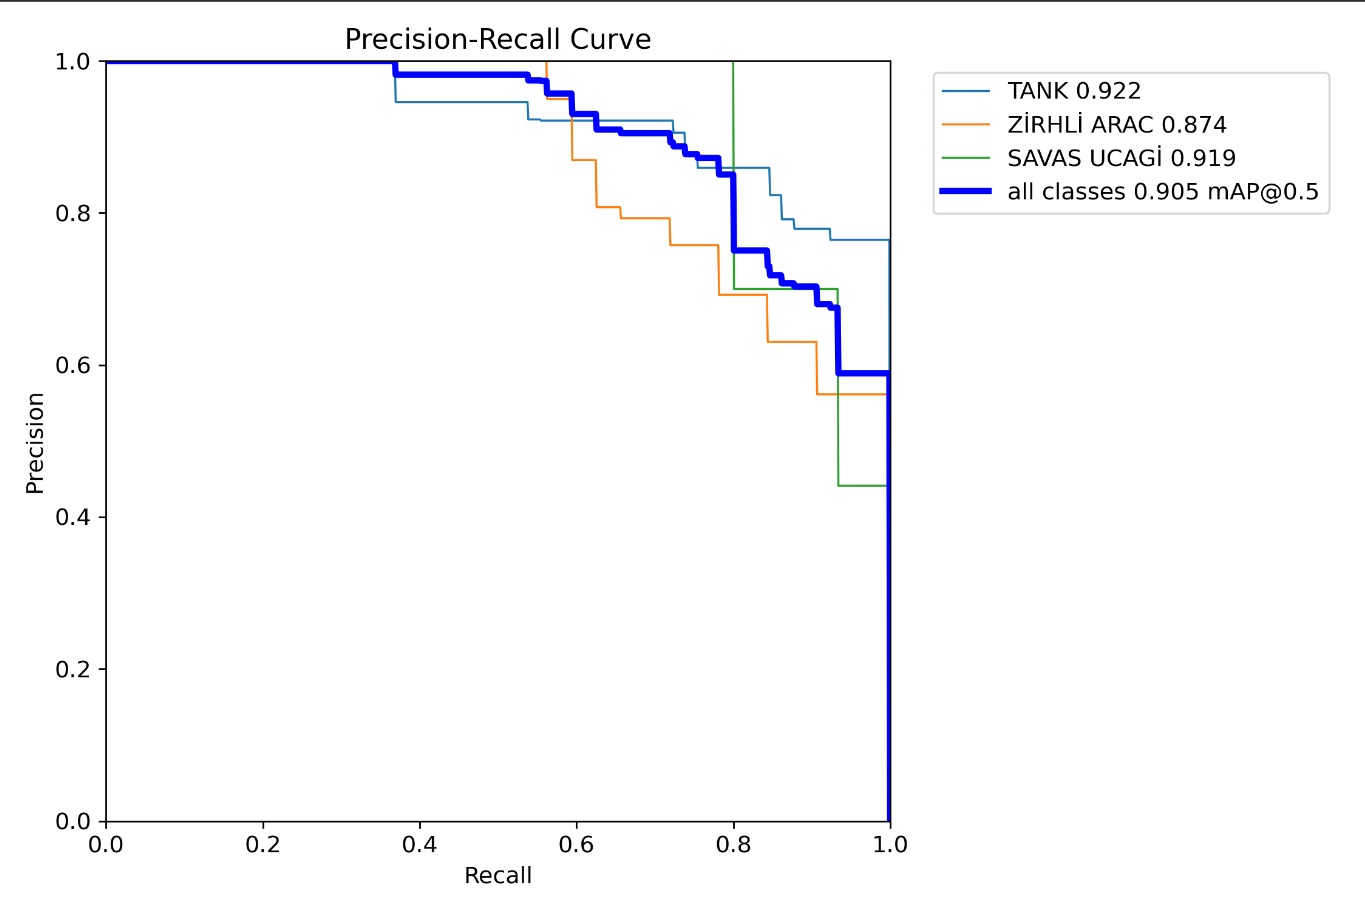 Precision-Recall Curve
1.0
0.8
0.6
0.4
0.2
0.0
Precision
0.0 0.2 0.4 0.6 0.8 1.0
Recall
TANK 0.922
ZİRHLİ ARAC 0.874
SAVAS UCAGİ 0.919
all classes 0.905 mAP@0.5